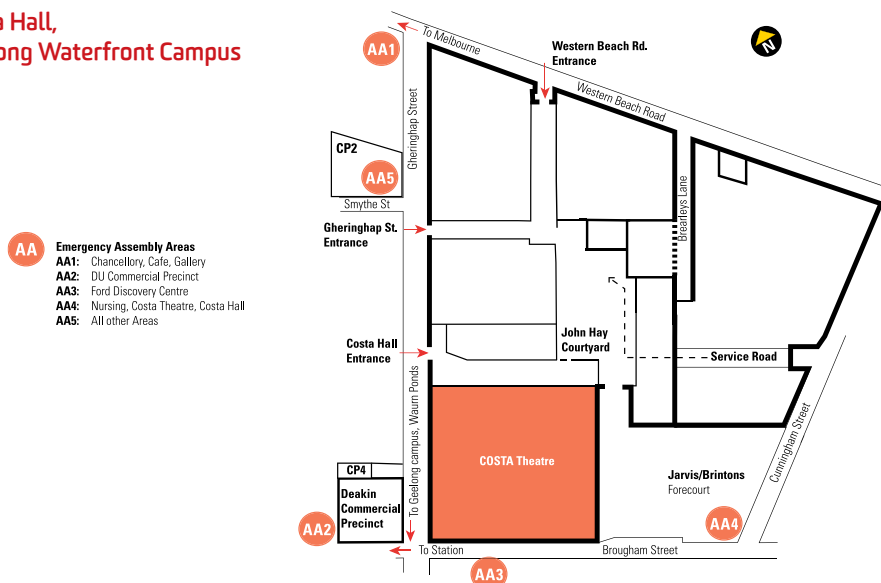 a Hall,
ong Waterfront Campus
AA1
To Melbourne
Western Beach Rd.
Entrance
N
Western Beach Road
Gheringhap Street
CP2
AA5
Smythe St
Brearleys Lane
Gheringhap St.
Entrance
AA
Emergency Assembly Areas
AA1: Chancellory, Cafe, Gallery
AA2: DU Commercial Precinct
AA3: Ford Discovery Centre
AA4: Nursing, Costa Theatre, Costa Hall
AA5: All other Areas
Costa Hall
Entrance
John Hay
Courtyard
Service Road
To Geelong campus, Waurn Ponds
Cunningham Street
COSTA Theatre
CP4
Deakin
Commercial
Precinct
Jarvis/Brintons
Forecourt
AA2
AA4
To Station
Brougham Street
AA3